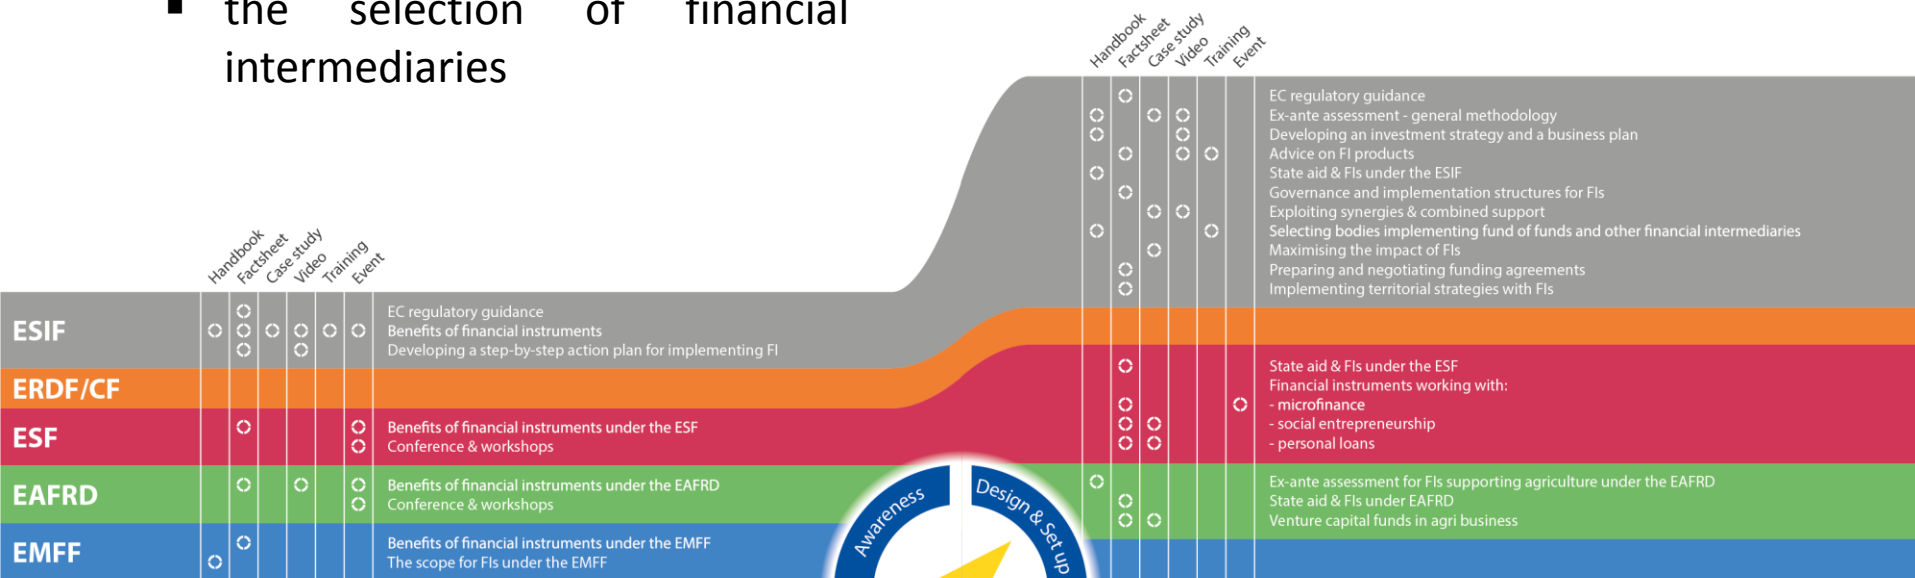 ▪ the selection of financial
intermediaries
Handbook
Factsheet
Case study
Video
Training
Event
EC regulatory guidance
Ex-ante assessment - general methodology
Developing an investment strategy and a business plan
Advice on FI products
State aid & FIs under the ESIF
Governance and implementation structures for FIs
Exploiting synergies & combined support
Selecting bodies implementing fund of funds and other financial intermediaries
Maximising the impact of FIs
Preparing and negotiating funding agreements
Implementing territorial strategies with FIs
State aid & FIs under the ESF
Financial instruments working with:
- microfinance
- social entrepreneurship
- personal loans
Ex-ante assessment for FIs supporting agriculture under the EAFRD
State aid & FIs under EAFRD
Venture capital funds in agri business
Handbook
Factsheet
Case study
Video
Training
Event
ESIF
EC regulatory guidance
Benefits of financial instruments
Developing a step-by-step action plan for implementing FI
ERDF/CF
ESF
Benefits of financial instruments under the ESF
Conference & workshops
EAFRD
Benefits of financial instruments under the EAFRD
Conference & workshops
EMFF
Benefits of financial instruments under the EMFF
The scope for FIs under the EMFF
Awareness
Design & Set up